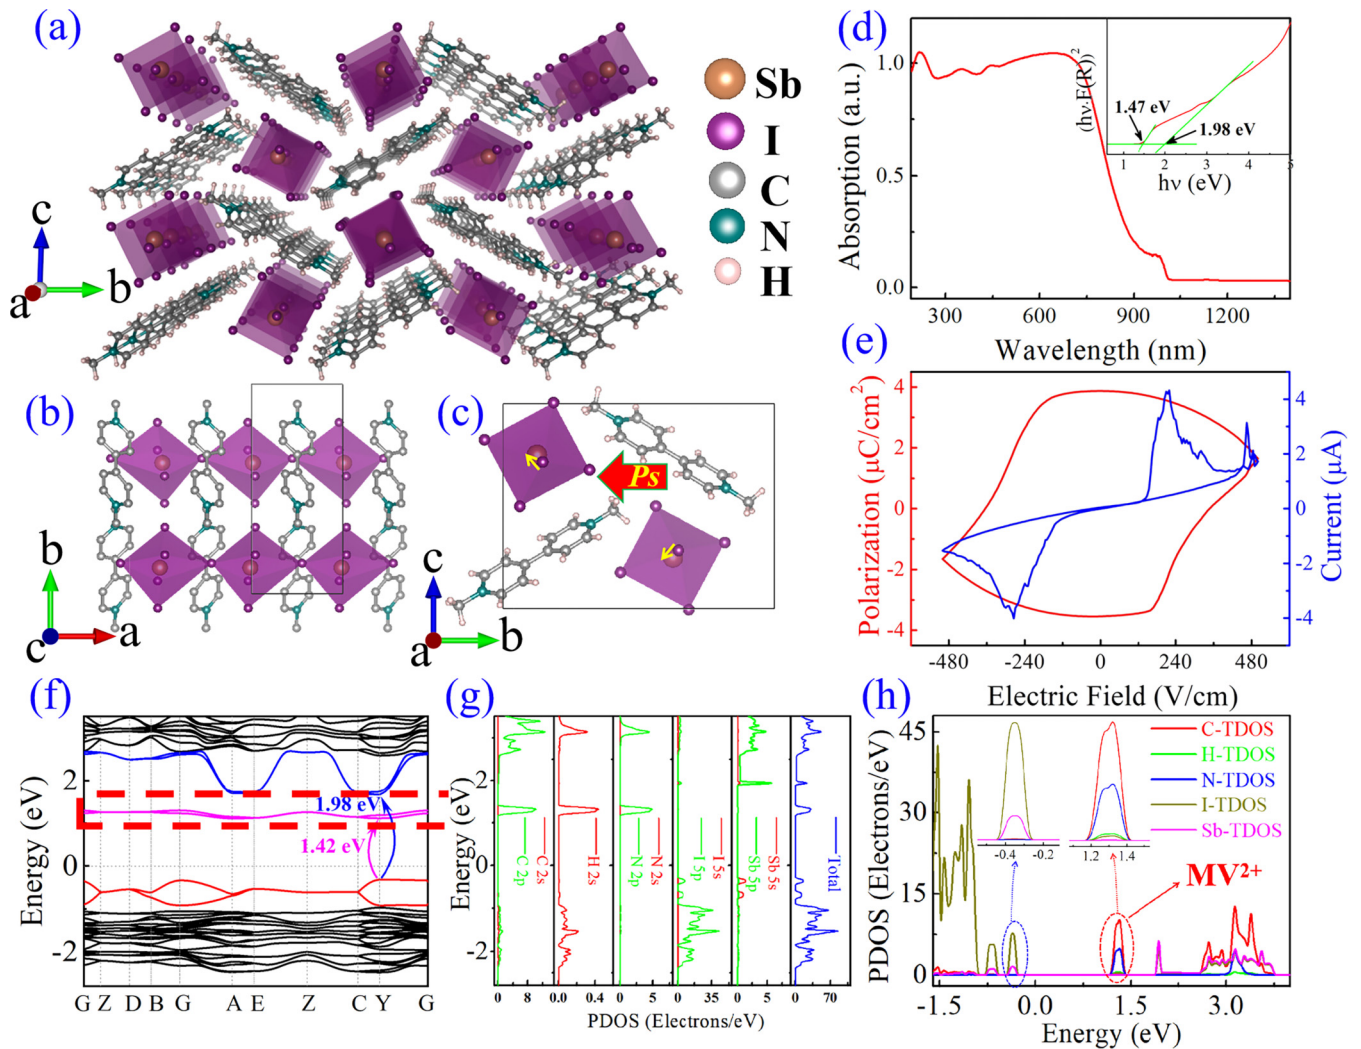 (a)
Sb
I
C
N
H
c
a
b
(b)
b
c
a
(c)
Ps
c
a
b
(d)
Absorption (a.u.)
1.0
0.5
0.0
300
600
900
1200
Wavelength (nm)
(hν·F(R))²
1.47 eV
1.98 eV
1
2
3
4
5
hν (eV)
(e)
Polarization (μC/cm²)
4
2
0
-2
-4
-480
-240
0
240
480
Electric Field (V/cm)
4
2
0
-2
-4
Current (μA)
(f)
Energy (eV)
2
0
-2
1.98 eV
1.42 eV
G Z D B G A E Z C Y G
(g)
Energy (eV)
2
0
-2
C 2p
C 2s
H 2s
N 2p
N 2s
I 5p
I 5s
Sb 5p
Sb 5s
Total
0 8 0.0 0.4 0 5 0 35 0 5 0 70
PDOS (Electrons/eV)
(h)
PDOS (Electrons/eV)
45
30
15
0
-1.5
0.0
1.5
3.0
Energy (eV)
-0.4
-0.2
1.2
1.4
C-TDOS
H-TDOS
N-TDOS
I-TDOS
Sb-TDOS
MV²⁺